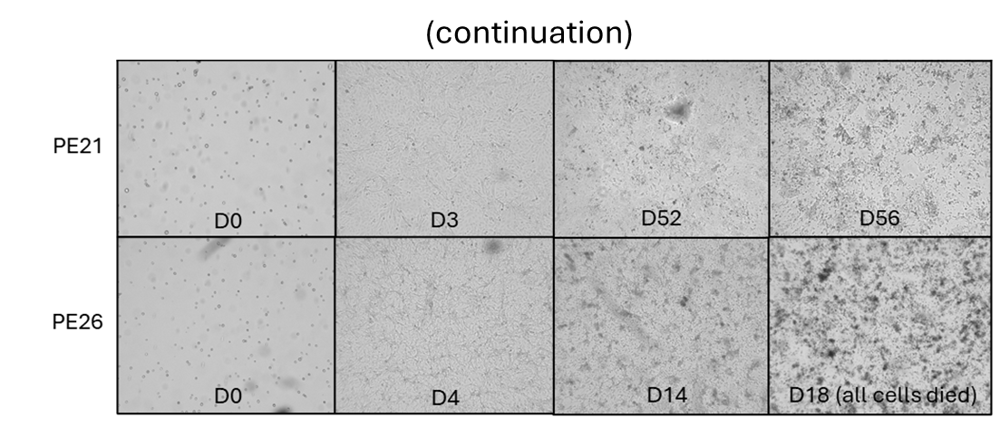 (continuation)
PE21
D0
D3
D52
D56
PE26
D0
D4
D14
D18 (all cells died)